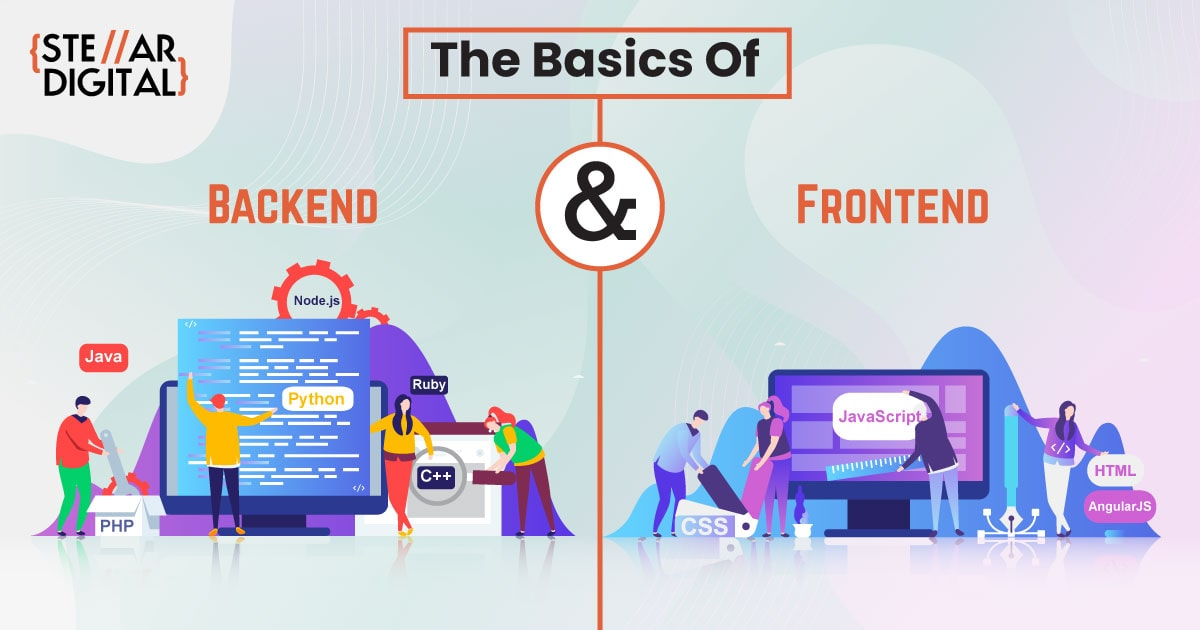 {STE//AR
DIGITAL}
The Basics Of
&
BACKEND
FRONTEND
Node.js
</>
Java
Python
Ruby
C++
</>
PHP
JavaScript
</>
HTML
CSS
AngularJS